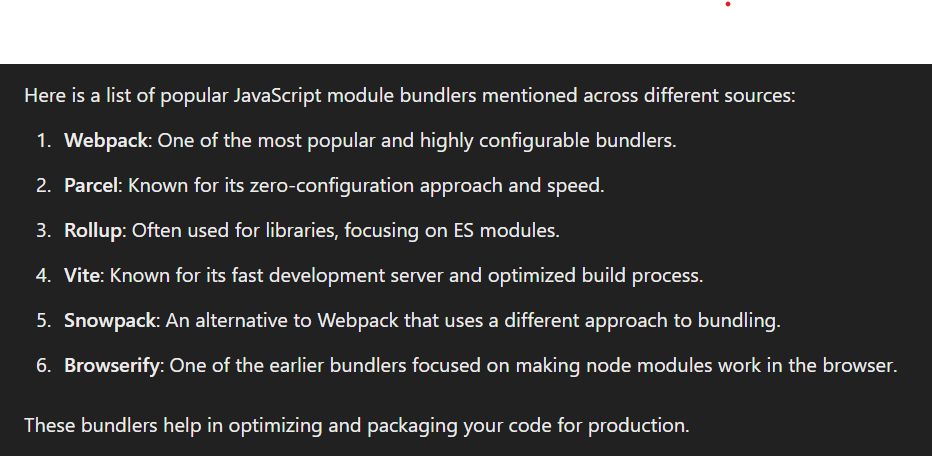 Here is a list of popular JavaScript module bundlers mentioned across different sources:
1. Webpack: One of the most popular and highly configurable bundlers.
2. Parcel: Known for its zero-configuration approach and speed.
3. Rollup: Often used for libraries, focusing on ES modules.
4. Vite: Known for its fast development server and optimized build process.
5. Snowpack: An alternative to Webpack that uses a different approach to bundling.
6. Browserify: One of the earlier bundlers focused on making node modules work in the browser.
These bundlers help in optimizing and packaging your code for production.